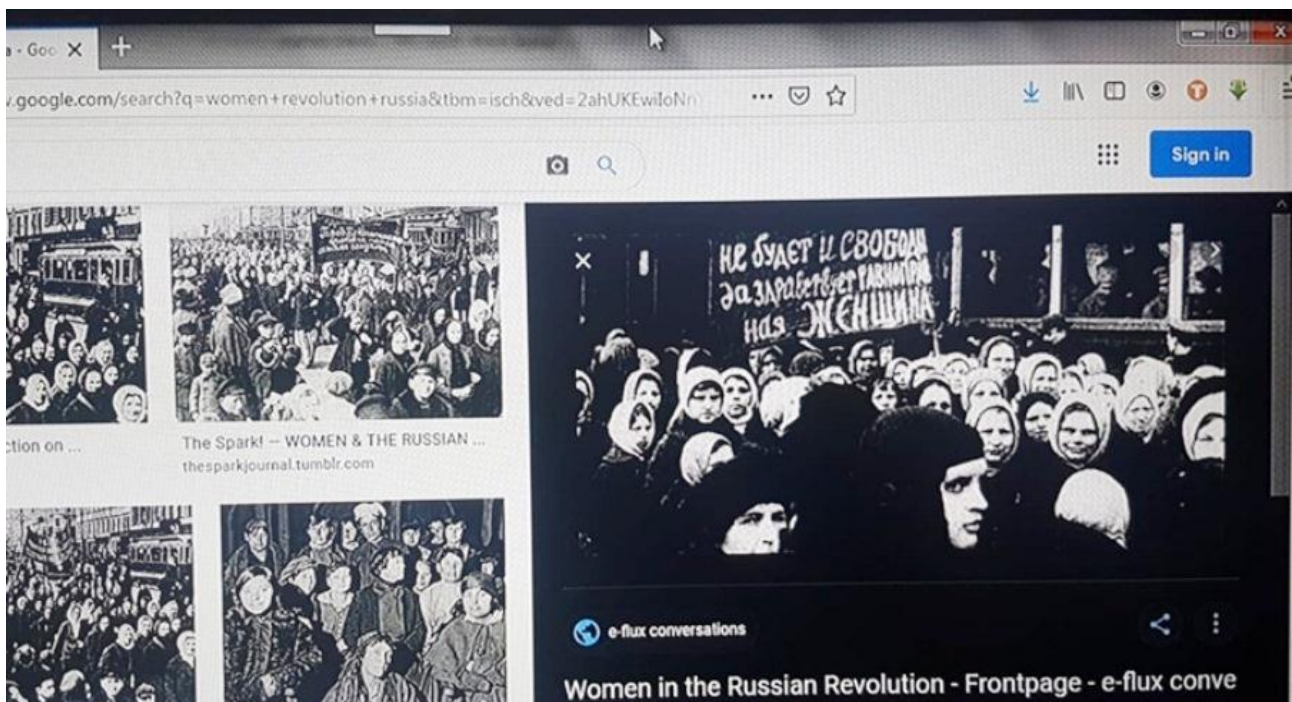 a - Goo
.google.com/search?q=women+revolution+russia&tbm=isch&ved=2ahUKEwiIoNn
Sign in
не будет и СВОБОДЫ
да здравствует РАВНОПРАВ
ная ЖЕНЩИНА
ction on ...
The Spark! — WOMEN & THE RUSSIAN ...
thesparkjournal.tumblr.com
e-flux conversations
Women in the Russian Revolution - Frontpage - e-flux conve